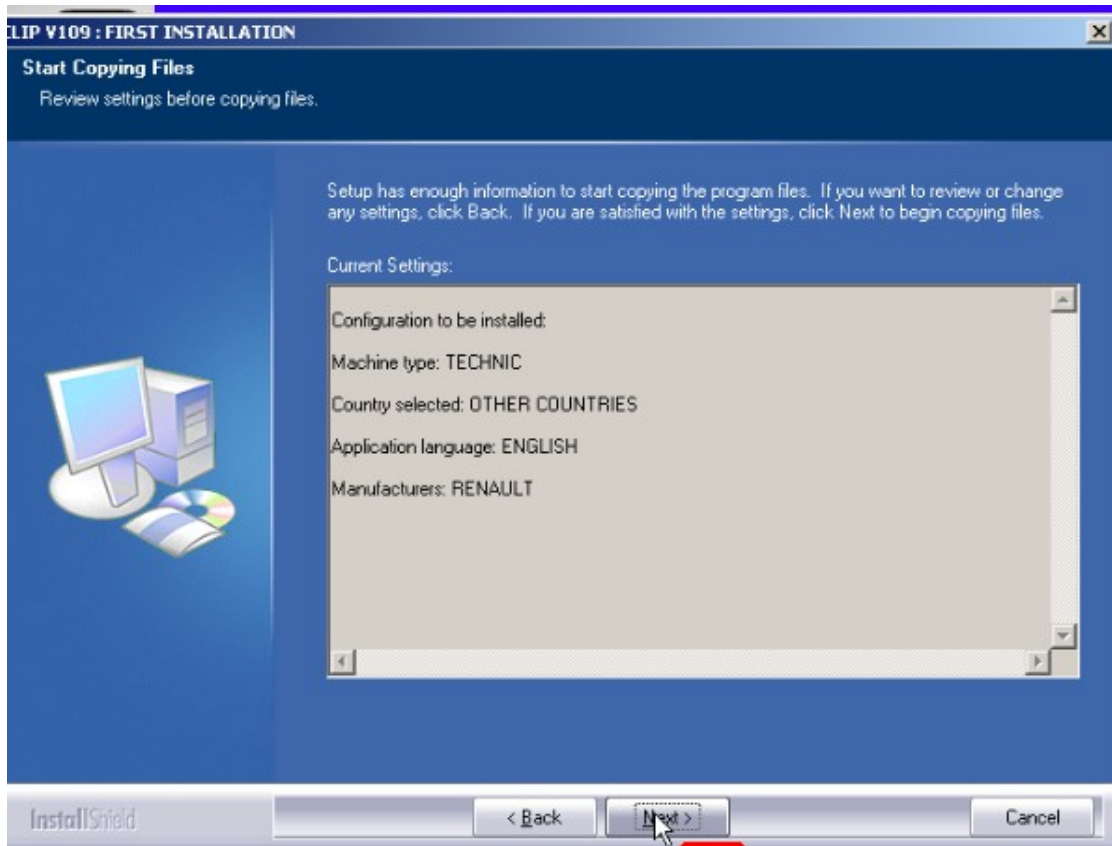 CLIP V109 : FIRST INSTALLATION
Start Copying Files
Review settings before copying files.
Setup has enough information to start copying the program files. If you want to review or change
any settings, click Back. If you are satisfied with the settings, click Next to begin copying files.
Current Settings:
Configuration to be installed:
Machine type: TECHNIC
Country selected: OTHER COUNTRIES
Application language: ENGLISH
Manufacturers: RENAULT
InstallShield
< Back
Next >
Cancel